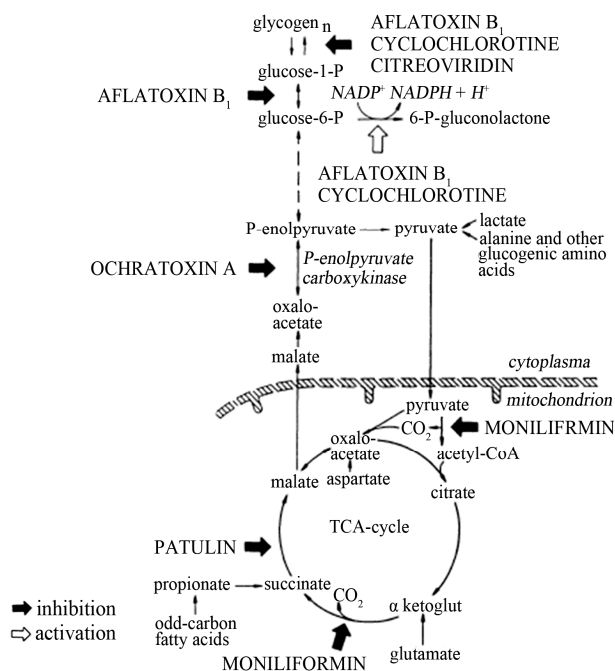 glycogen n
AFLATOXIN B1
CYCLOCHLOROTINE
CITREOVIRIDIN
glucose-1-P
AFLATOXIN B1
NADP+ NADPH + H+
glucose-6-P
6-P-gluconolactone
AFLATOXIN B1
CYCLOCHLOROTINE
P-enolpyruvate
pyruvate
lactate
alanine and other
glucogenic amino
acids
OCHRATOXIN A
P-enolpyruvate
carboxykinase
oxalo-
acetate
malate
cytoplasma
mitochondrion
pyruvate
CO2
MONILIFRMIN
oxalo-
acetate
acetyl-CoA
malate
aspartate
citrate
TCA-cycle
PATULIN
propionate
succinate
CO2
α ketoglut
inhibition
activation
odd-carbon
fatty acids
glutamate
MONILIFORMIN